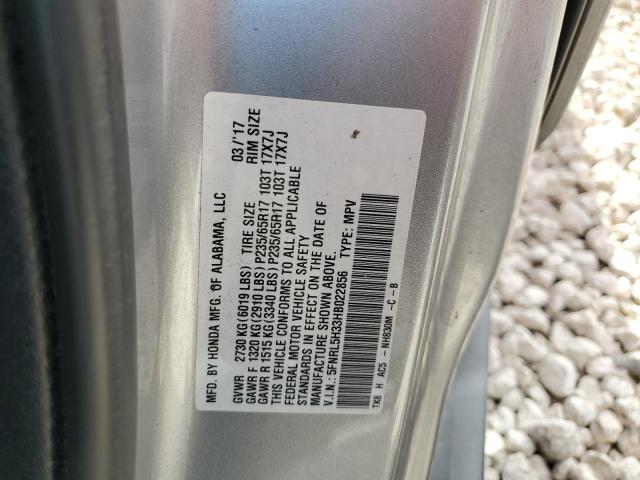 MFD. BY HONDA MFG. OF ALABAMA, LLC 03/'17
GVWR 2730 KG(6019 LBS) TIRE SIZE RIM SIZE
GAWR F 1320 KG(2910 LBS) P235/65R17 103T 17X7J
GAWR R 1515 KG(3340 LBS) P235/65R17 103T 17X7J
THIS VEHICLE CONFORMS TO ALL APPLICABLE
FEDERAL MOTOR VEHICLE SAFETY
STANDARDS IN EFFECT ON THE DATE OF
MANUFACTURE SHOWN ABOVE.
V.I.N.: 5FNRL5H33HB022856 TYPE: MPV
TK8 H AC5 - NH830M -C -B